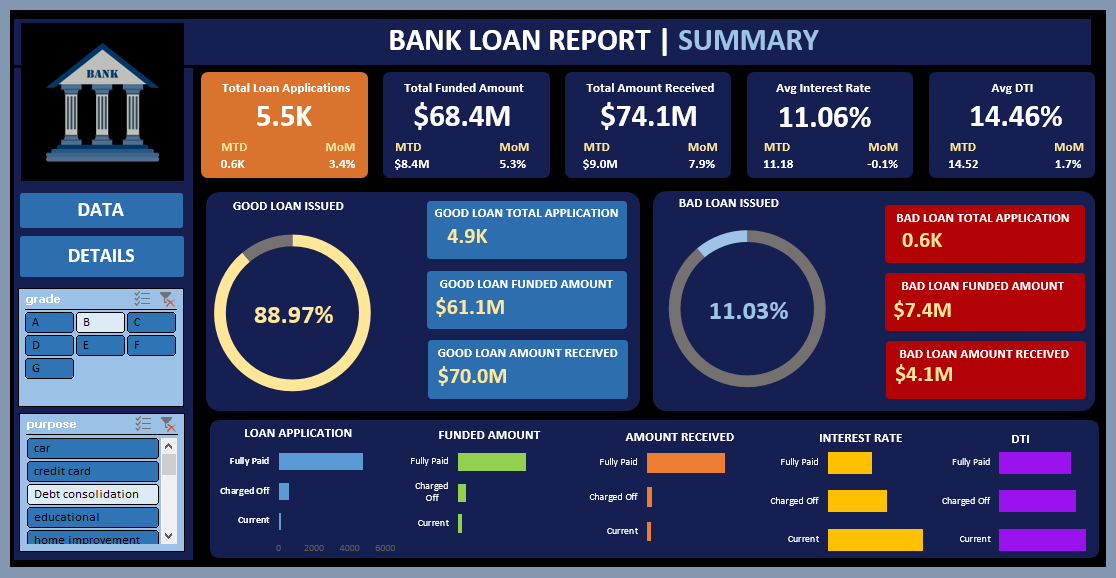 BANK LOAN REPORT | SUMMARY
BANK
Total Loan Applications
5.5K
MTD MoM
0.6K 3.4%
Total Funded Amount
$68.4M
MTD MoM
$8.4M 5.3%
Total Amount Received
$74.1M
MTD MoM
$9.0M 7.9%
Avg Interest Rate
11.06%
MTD MoM
11.18 -0.1%
Avg DTI
14.46%
MTD MoM
14.52 1.7%
DATA
DETAILS
grade
A B C
D E F
G
purpose
car
credit card
Debt consolidation
educational
home improvement
GOOD LOAN ISSUED
88.97%
GOOD LOAN TOTAL APPLICATION
4.9K
GOOD LOAN FUNDED AMOUNT
$61.1M
GOOD LOAN AMOUNT RECEIVED
$70.0M
BAD LOAN ISSUED
11.03%
BAD LOAN TOTAL APPLICATION
0.6K
BAD LOAN FUNDED AMOUNT
$7.4M
BAD LOAN AMOUNT RECEIVED
$4.1M
LOAN APPLICATION
Fully Paid
Charged Off
Current
0 2000 4000 6000
FUNDED AMOUNT
Fully Paid
Charged
Off
Current
AMOUNT RECEIVED
Fully Paid
Charged Off
Current
INTEREST RATE
Fully Paid
Charged Off
Current
DTI
Fully Paid
Charged Off
Current